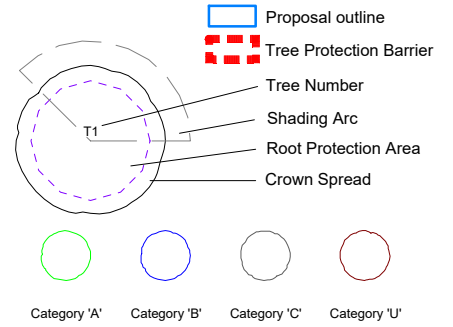 Proposal outline
Tree Protection Barrier
Tree Number
T1
Shading Arc
Root Protection Area
Crown Spread
Category 'A' Category 'B' Category 'C' Category 'U'